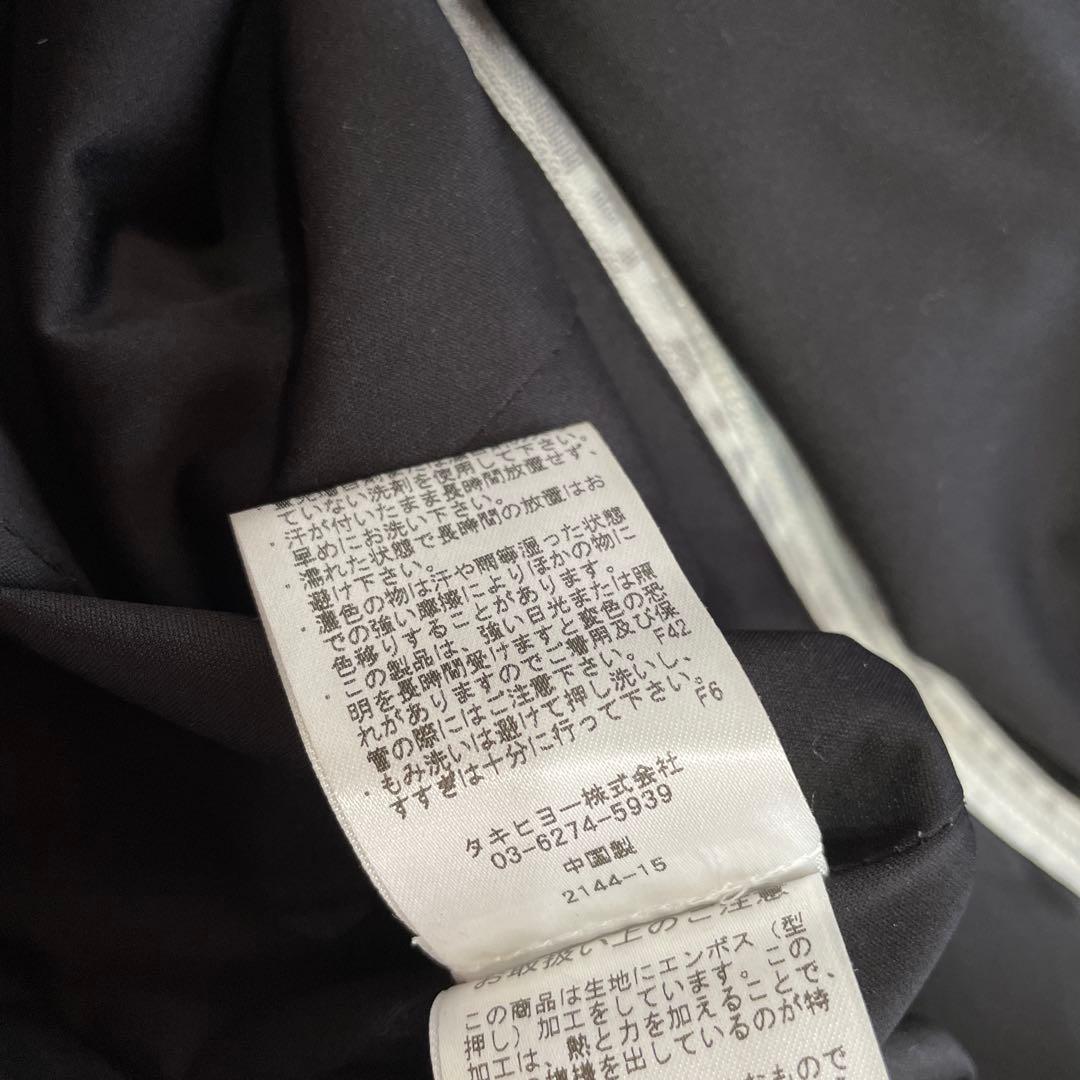 ていない洗剤を使用して下さい。
・汗が付いたまま長時間放置せず、
早めにお洗い下さい。
・濡れた状態で長時間の放置はお
避け下さい。
・濃色の物は汗や雨等湿った状態
での強い摩擦によりほかの物に
色移りすることがあります。
・この製品は、強い日光または照
明を長時間受けますと変色の恐
れがありますのでご着用及び保
管の際にはご注意下さい。 F42
・もみ洗いは避けて押し洗いし、
すすぎは十分に行って下さい。 F6
タキヒヨー株式会社
03-6274-5939
中国製
2144-15
お取扱い上のご注意
この商品は生地にエンボス(型
押し)加工をしています。この
加工は、熱と力を加えることで、